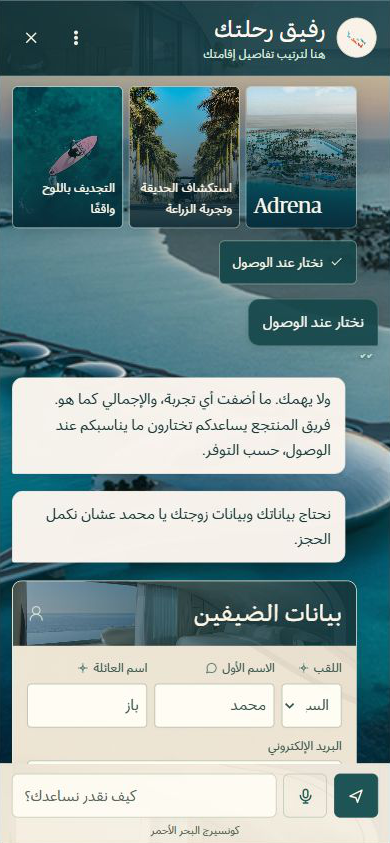 رفيق رحلتك
هنا لترتيب تفاصيل إقامتك
Adrena
استكشاف الحديقة
وتجربة الزراعة
التجديف باللوح
واقفًا
نختار عند الوصول
نختار عند الوصول
ولا يهمك. ما أضفت أي تجربة، والإجمالي كما هو.
فريق المنتجع يساعدكم تختارون ما يناسبكم عند
الوصول، حسب التوفر.
نحتاج بياناتك وبيانات زوجتك يا محمد عشان نكمل
الحجز.
بيانات الضيفين
اللقب
الاسم الأول
اسم العائلة
السـ
محمد
باز
البريد الإلكتروني
كيف نقدر نساعدك؟
كونسيرج البحر الأحمر